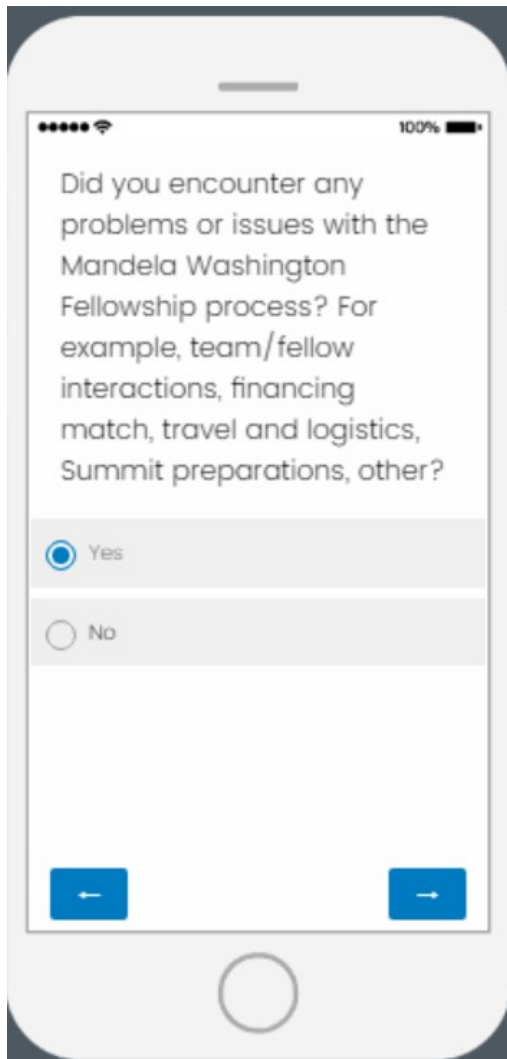 100%
Did you encounter any
problems or issues with the
Mandela Washington
Fellowship process? For
example, team/fellow
interactions, financing
match, travel and logistics,
Summit preparations, other?
Yes
No
← →